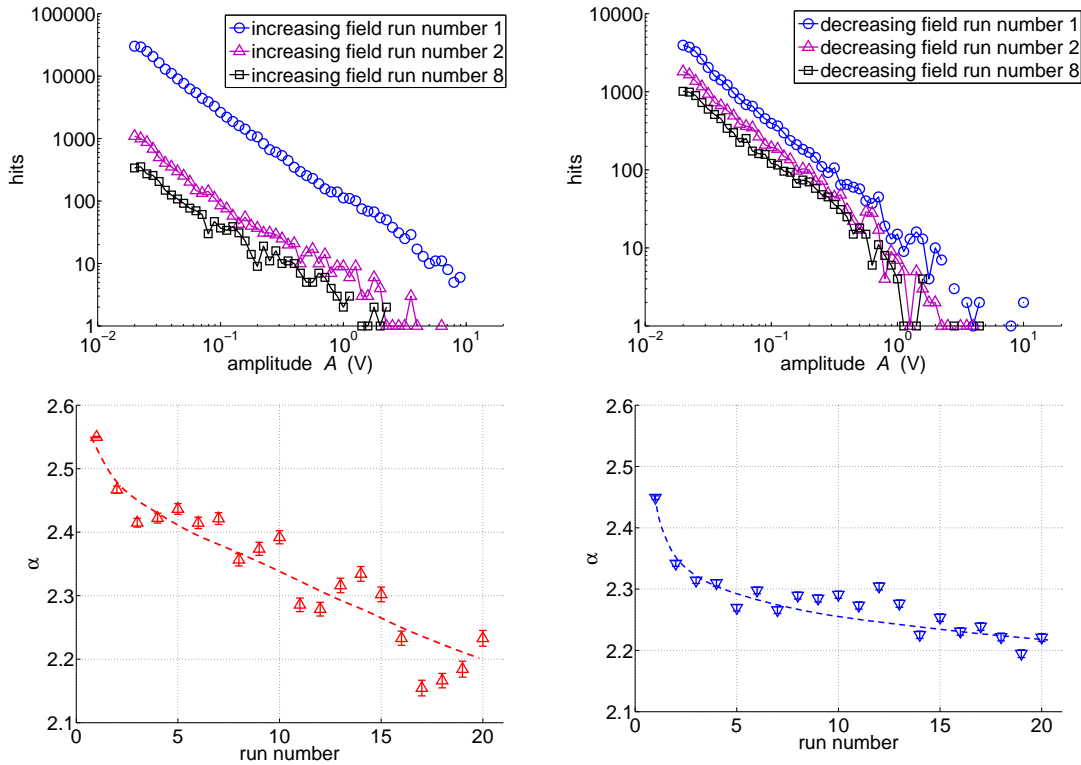 increasing field run number 1
increasing field run number 2
increasing field run number 8
100000
10000
1000
100
10
1
hits
10^-2
10^-1
10^0
10^1
amplitude A (V)
decreasing field run number 1
decreasing field run number 2
decreasing field run number 8
10000
1000
100
10
1
hits
10^-2
10^-1
10^0
10^1
amplitude A (V)
2.6
2.5
2.4
2.3
2.2
2.1
α
0
5
10
15
20
run number
2.6
2.5
2.4
2.3
2.2
2.1
α
0
5
10
15
20
run number